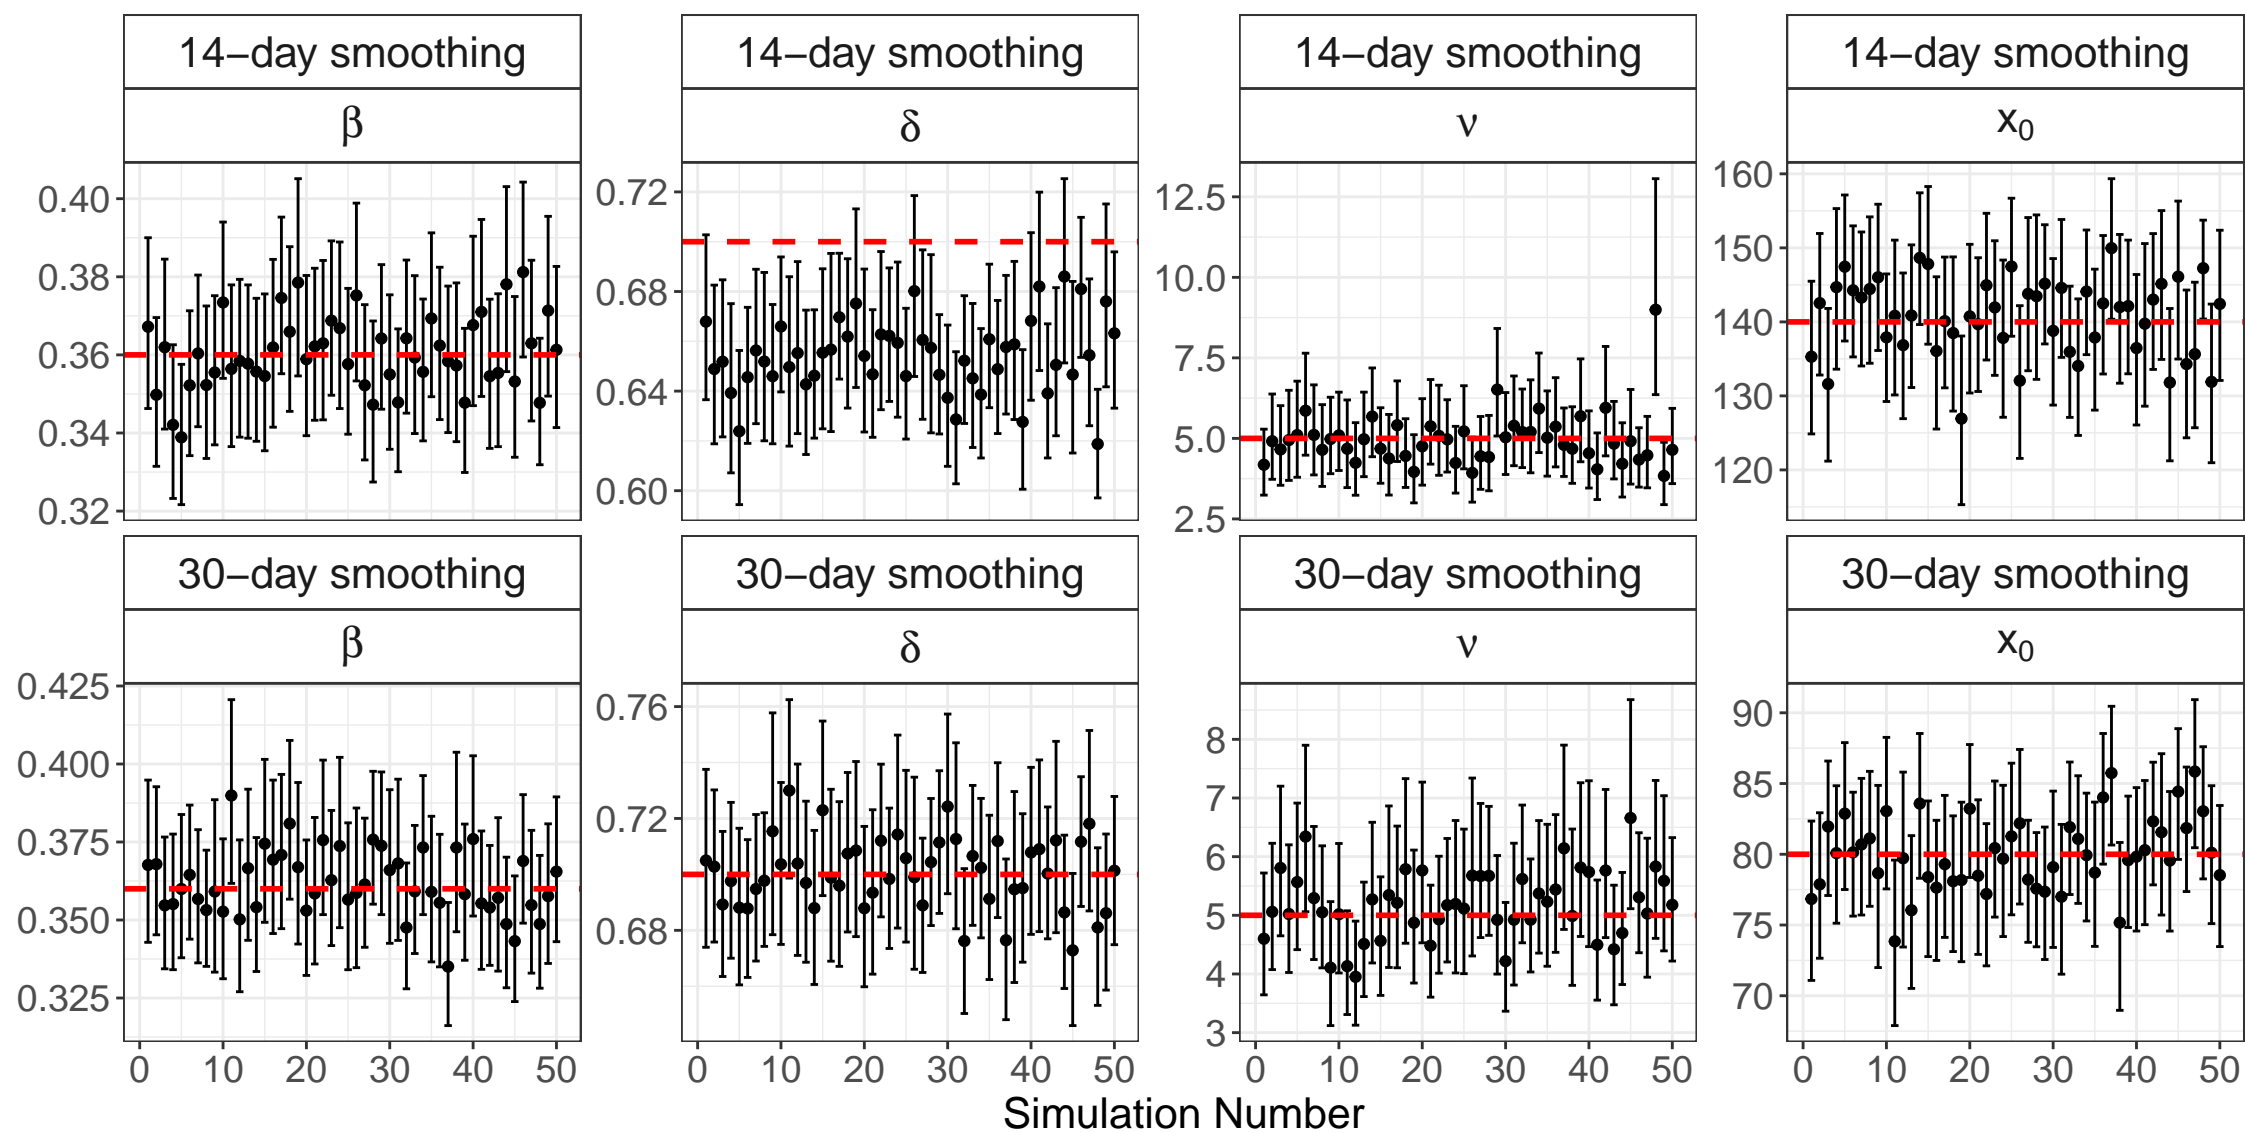 14−day smoothing 14−day smoothing 14−day smoothing 14−day smoothing
β δ ν x₀
0.40 0.72 12.5 160
0.38 0.68 10.0 150
0.36 0.64 7.5 140
0.34 0.60 5.0 130
0.32 2.5 120
30−day smoothing 30−day smoothing 30−day smoothing 30−day smoothing
β δ ν x₀
0.425 0.76 8 90
0.400 0.72 7 85
0.375 0.68 6 80
0.350 5 75
0.325 4 70
3
0 10 20 30 40 50 0 10 20 30 40 50 0 10 20 30 40 50 0 10 20 30 40 50
Simulation Number